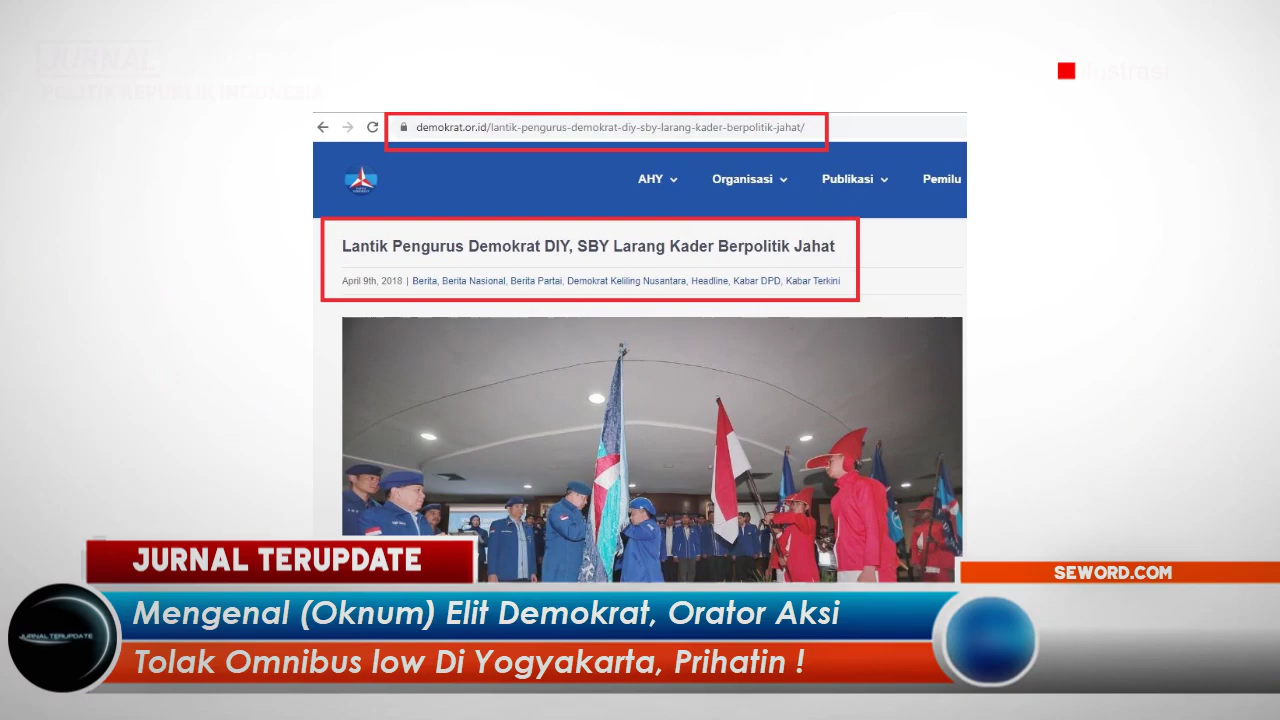 JURNAL
POLITIK REPUBLIK INDONESIA
Ilustrasi
demokrat.or.id/lantik-pengurus-demokrat-diy-sby-larang-kader-berpolitik-jahat/
AHY Organisasi Publikasi Pemilu
Lantik Pengurus Demokrat DIY, SBY Larang Kader Berpolitik Jahat
April 9th, 2018 | Berita, Berita Nasional, Berita Partai, Demokrat Keliling Nusantara, Headline, Kabar DPD, Kabar Terkini
JURNAL TERUPDATE
SEWORD.COM
Mengenal (Oknum) Elit Demokrat, Orator Aksi
JURNAL TERUPDATE
Tolak Omnibus low Di Yogyakarta, Prihatin !